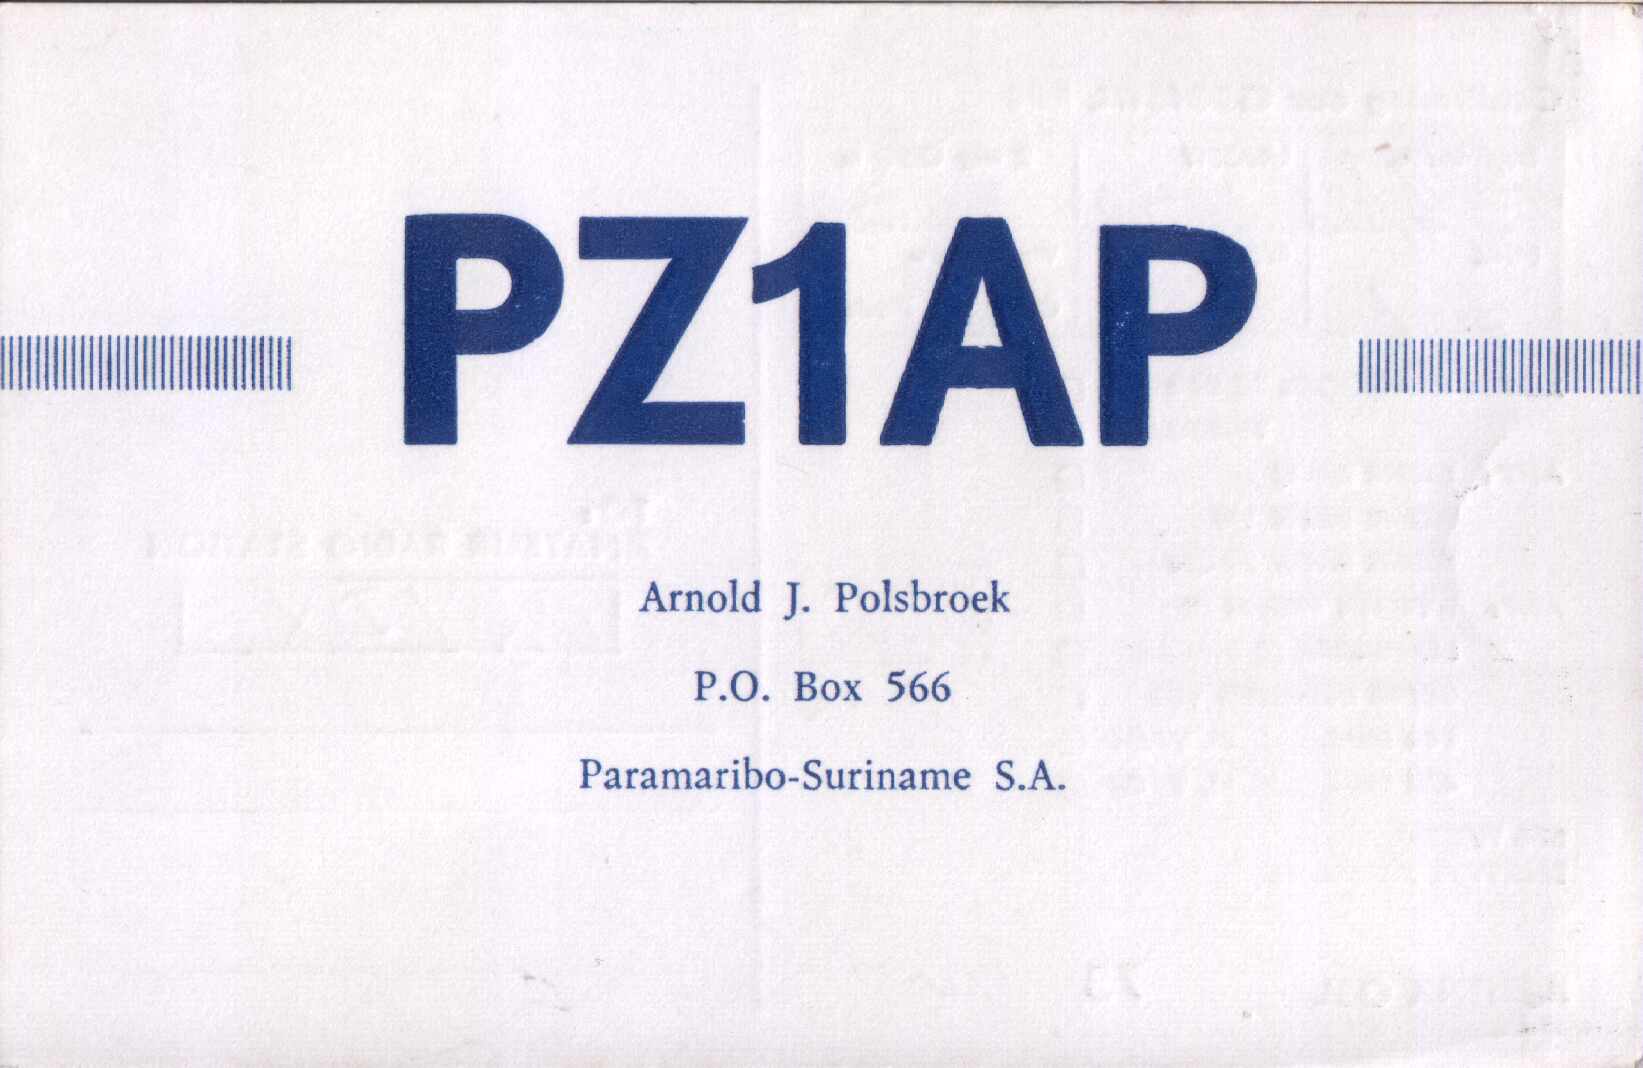 PZ1AP
Arnold J. Polsbroek
P.O. Box 566
Paramaribo-Suriname S.A.